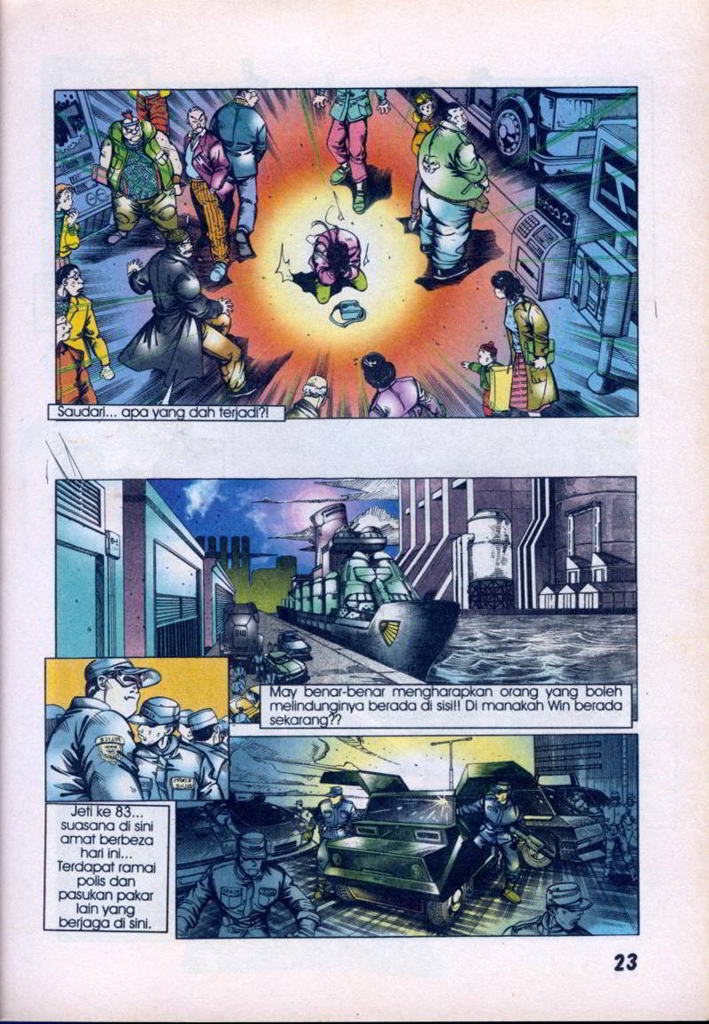 Saudari... apa yang dah terjadi?!
May benar-benar mengharapkan orang yang boleh
melindunginya berada di sisi!! Di manakah Win berada
sekarang??
Jeti ke 83...
suasana di sini
amat berbeza
hari ini...
Terdapat ramai
polis dan
pasukan pakar
lain yang
berjaga di sini.
23